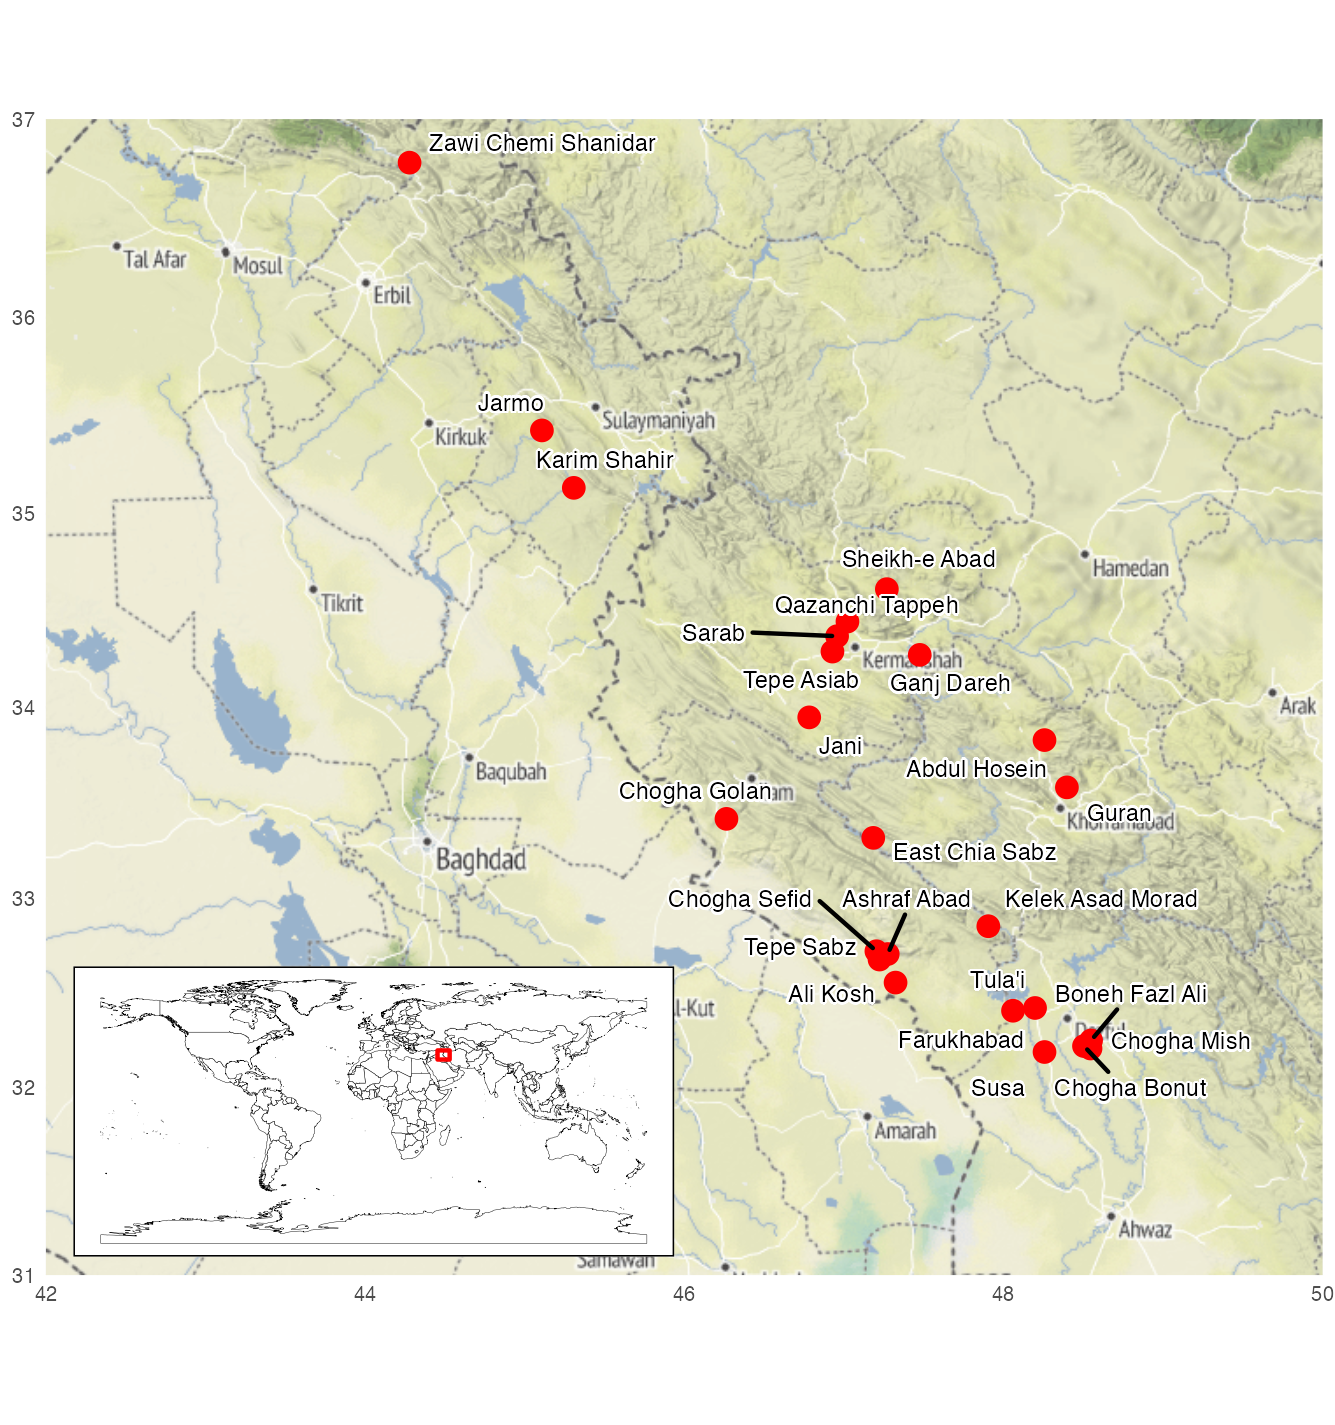 37
Zawi Chemi Shanidar
Tal Afar
Mosul
Erbil
36
Jarmo
Sulaymaniyah
Kirkuk
Karim Shahir
35
Sheikh-e Abad
Hamedan
Tikrit
Qazanchi Tappeh
Sarab
Kermanshah
Tepe Asiab
Ganj Dareh
34
Arak
Jani
Abdul Hosein
Baqubah
Chogha Golan
Guran
Khorramabad
Baghdad
East Chia Sabz
33
Chogha Sefid
Ashraf Abad
Kelek Asad Morad
Tepe Sabz
Tula'i
Ali Kosh
Boneh Fazl Ali
l-Kut
Farukhabad
Chogha Mish
32
Susa
Chogha Bonut
Amarah
Ahwaz
Samawah
31
42
44
46
48
50